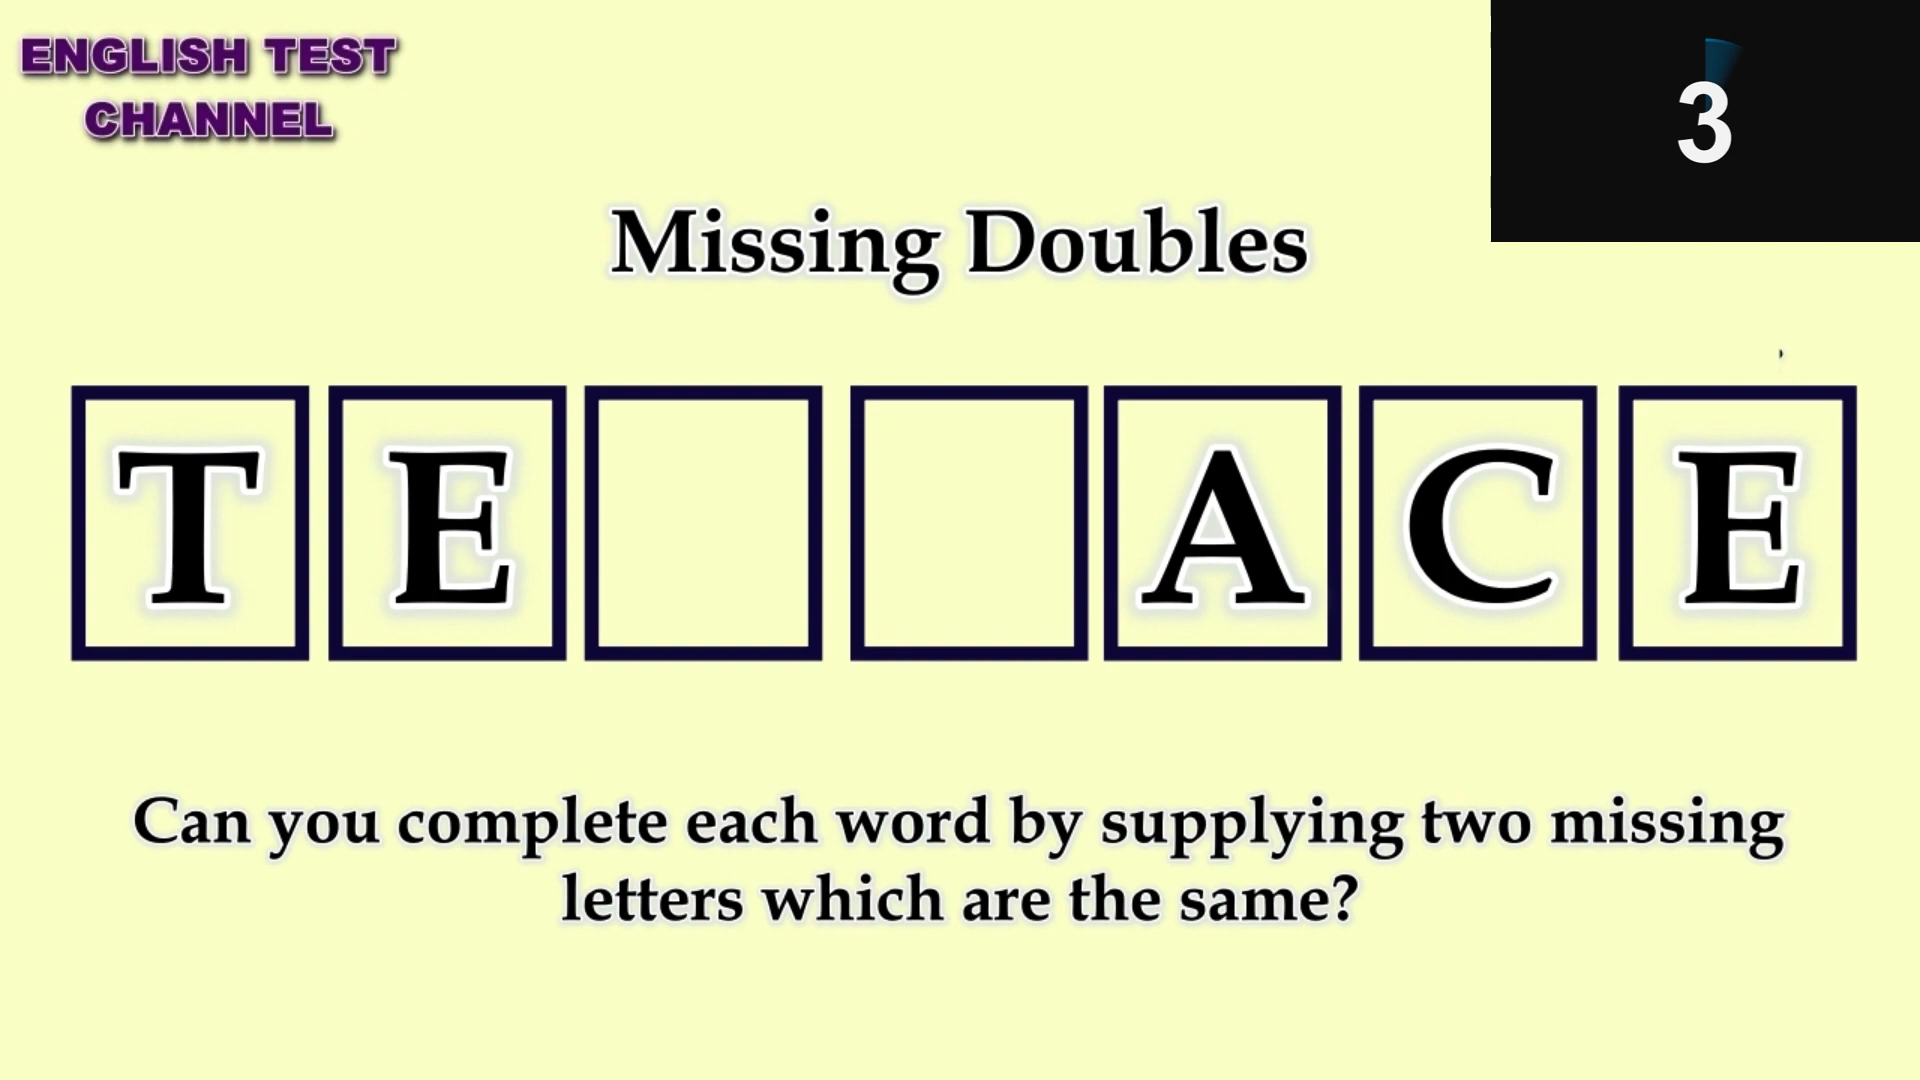 ENGLISH TEST
CHANNEL
3
Missing Doubles
T E A C E
Can you complete each word by supplying two missing
letters which are the same?